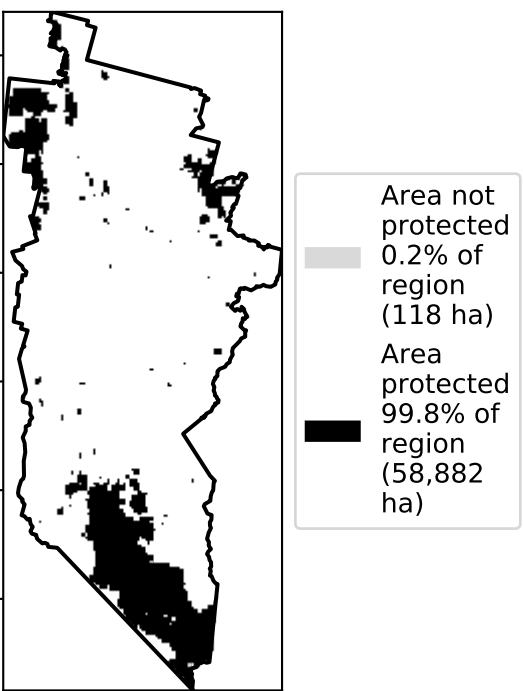 Area not
protected
0.2% of
region
(118 ha)
Area
protected
99.8% of
region
(58,882
ha)